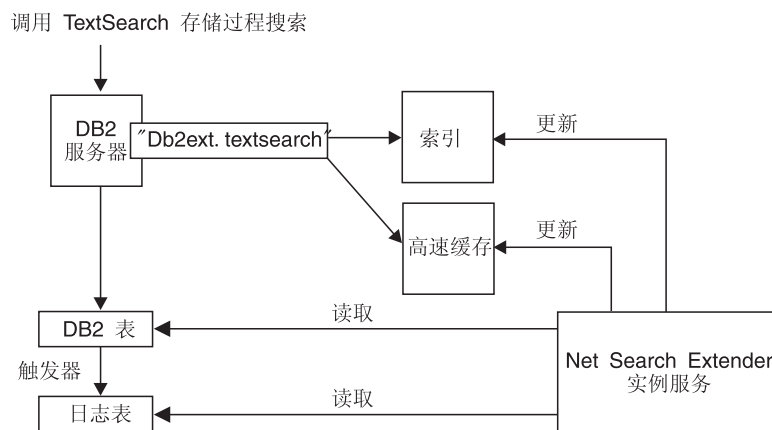 调用 TextSearch 存储过程搜索
DB2
服务器
"Db2ext. textsearch"
索引
更新
高速缓存
更新
DB2 表
读取
触发器
Net Search Extender
实例服务
日志表
读取